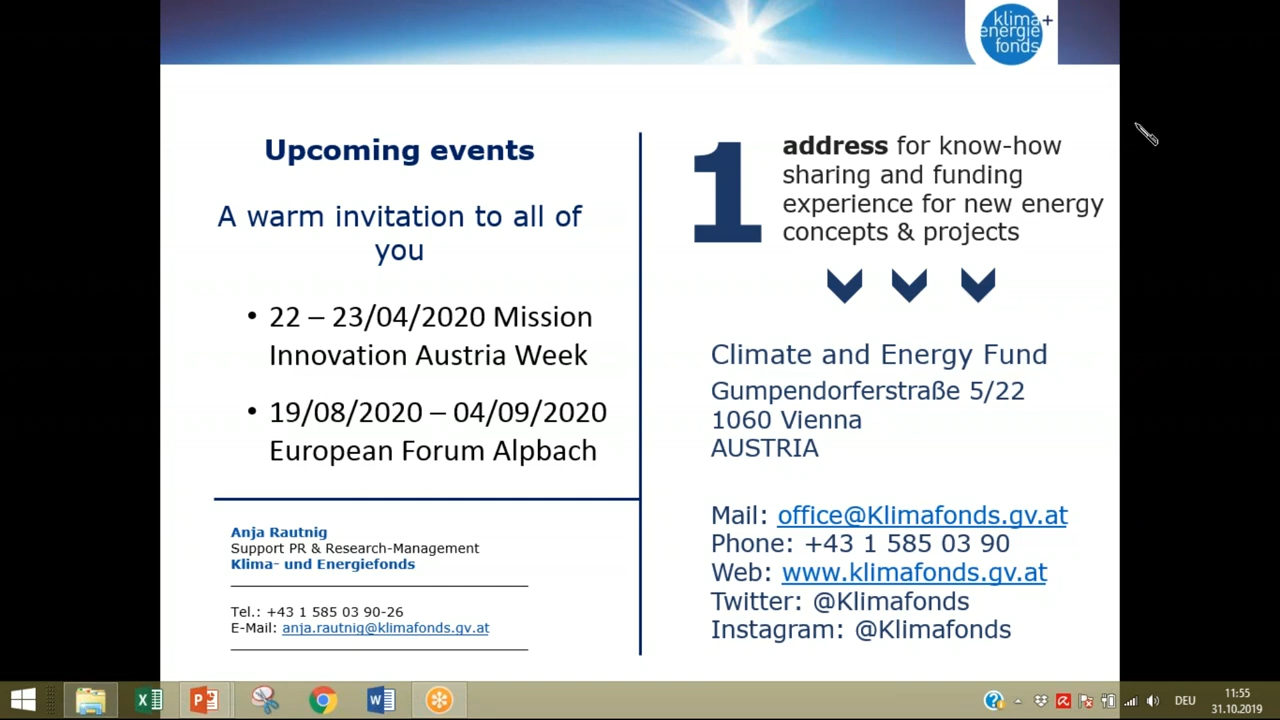 klima+
energie
fonds
Upcoming events
A warm invitation to all of
you
• 22 – 23/04/2020 Mission
Innovation Austria Week
• 19/08/2020 – 04/09/2020
European Forum Alpbach
Anja Rautnig
Support PR & Research-Management
Klima- und Energiefonds
Tel.: +43 1 585 03 90-26
E-Mail: anja.rautnig@klimafonds.gv.at
1
address for know-how
sharing and funding
experience for new energy
concepts & projects
Climate and Energy Fund
Gumpendorferstraße 5/22
1060 Vienna
AUSTRIA
Mail: office@Klimafonds.gv.at
Phone: +43 1 585 03 90
Web: www.klimafonds.gv.at
Twitter: @Klimafonds
Instagram: @Klimafonds
DEU
11:55
31.10.2019